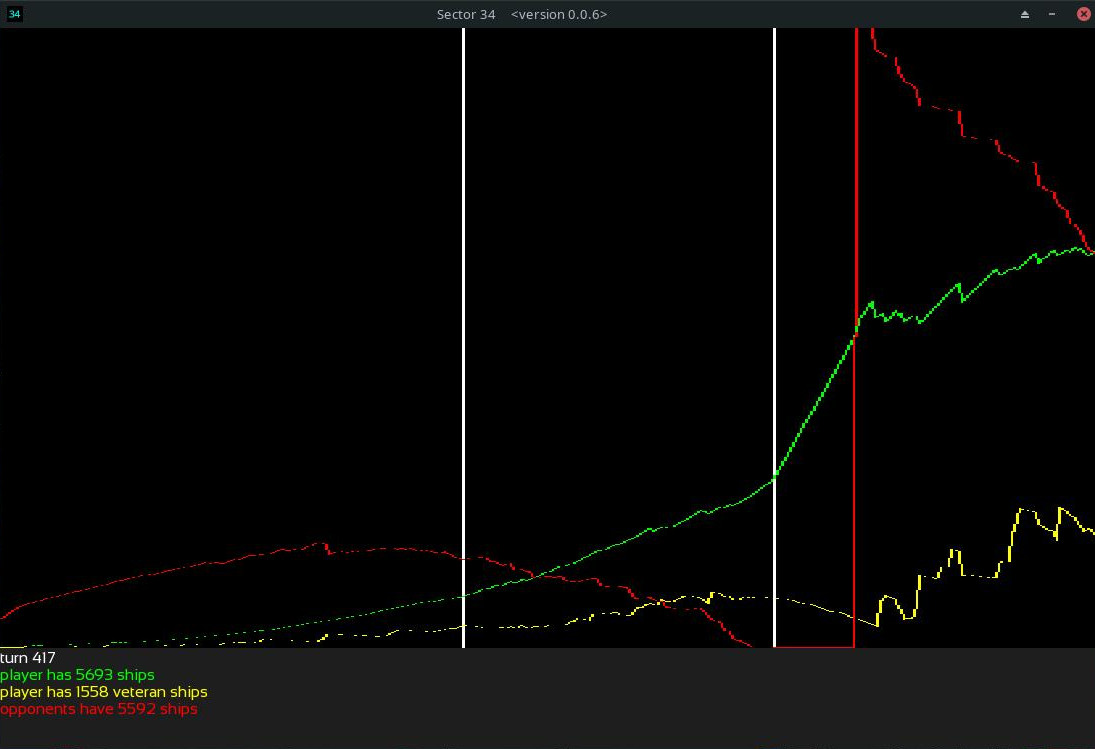 34
Sector 34 <version 0.0.6>
turn 417
player has 5693 ships
player has 1558 veteran ships
opponents have 5592 ships